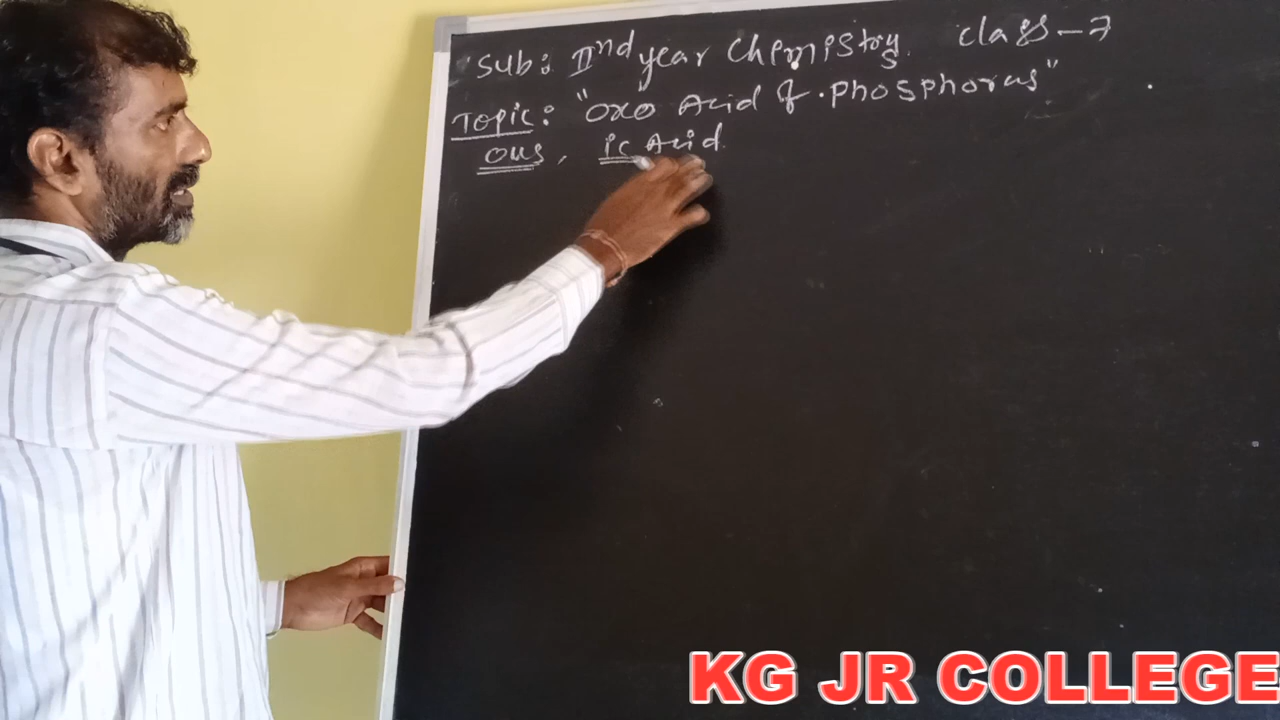 Sub: IInd year Chemistry. class-7
Topic: "Oxo Acid of phosphorus"
ous, ic Acid.
KG JR COLLEGE